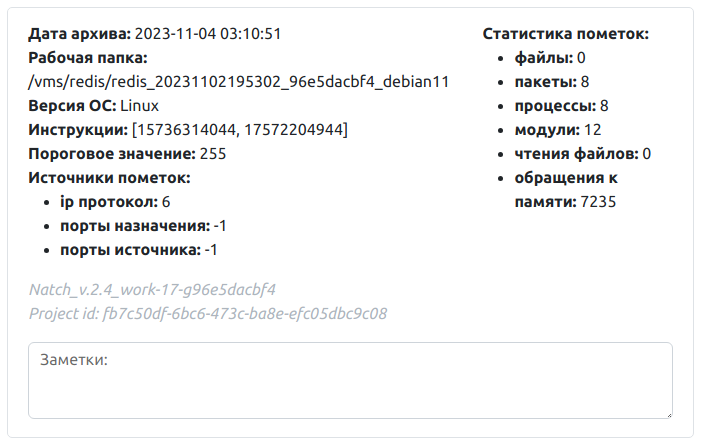 Дата архива: 2023-11-04 03:10:51
Рабочая папка:
/vms/redis/redis_20231102195302_96e5dacbf4_debian11
Версия ОС: Linux
Инструкции: [15736314044, 17572204944]
Пороговое значение: 255
Источники пометок:
ip протокол: 6
порты назначения: -1
порты источника: -1
Статистика пометок:
файлы: 0
пакеты: 8
процессы: 8
модули: 12
чтения файлов: 0
обращения к
памяти: 7235
Natch_v.2.4_work-17-g96e5dacbf4
Project id: fb7c50df-6bc6-473c-ba8e-efc05dbc9c08
Заметки: